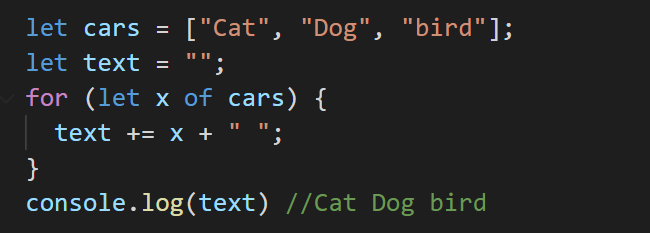 let cars = ["Cat", "Dog", "bird"];
let text = "";
for (let x of cars) {
  text += x + " ";
}
console.log(text) //Cat Dog bird